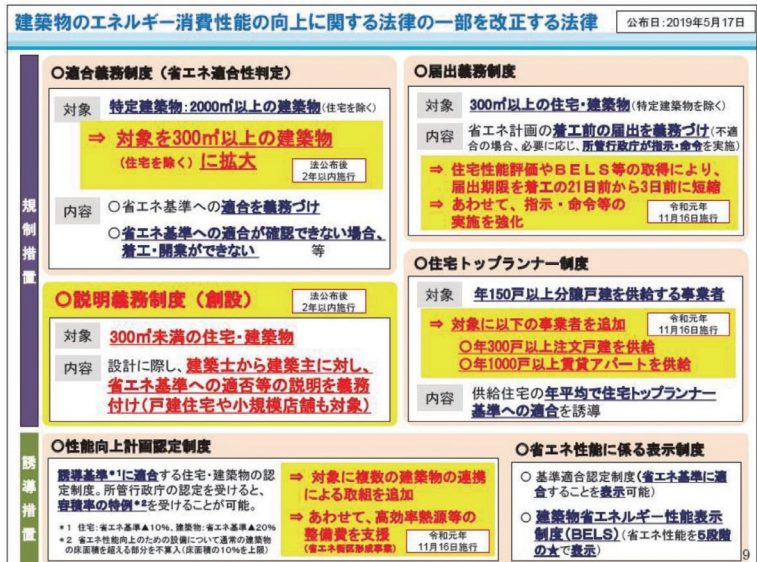 建築物のエネルギー消費性能の向上に関する法律の一部を改正する法律
公布日：2019年5月17日
規制措置
〇適合義務制度（省エネ適合性判定）
対象
特定建築物：2000㎡以上の建築物（住宅を除く）
⇒ 対象を300㎡以上の建築物
（住宅を除く）に拡大
法公布後
2年以内施行
内容
〇省エネ基準への適合を義務づけ
〇省エネ基準への適合が確認できない場合、
着工・開業ができない 等
〇説明義務制度（創設）
法公布後
2年以内施行
対象
300㎡未満の住宅・建築物
内容
設計に際し、建築士から建築主に対し、
省エネ基準への適否等の説明を義務
付け（戸建住宅や小規模店舗も対象）
〇届出義務制度
対象
300㎡以上の住宅・建築物（特定建築物を除く）
内容
省エネ計画の着工前の届出を義務づけ（不適
合の場合、必要に応じ、所管行政庁が指示・命令を実施）
⇒ 住宅性能評価やBELS等の取得により、
届出期限を着工の21日前から3日前に短縮
⇒ あわせて、指示・命令等の
実施を強化
令和元年
11月16日施行
〇住宅トップランナー制度
対象
年150戸以上分譲戸建を供給する事業者
⇒ 対象に以下の事業者を追加
〇年300戸以上注文戸建を供給
〇年1000戸以上賃貸アパートを供給
令和元年
11月16日施行
内容
供給住宅の年平均で住宅トップランナー
基準への適合を誘導
誘導措置
〇性能向上計画認定制度
誘導基準*1に適合する住宅・建築物の認
定制度。所管行政庁の認定を受けると、
容積率の特例*2を受けることが可能。
*1 住宅：省エネ基準▲10％、建築物：省エネ基準▲20％
*2 省エネ性能向上のための設備について通常の建築物
の床面積を超える部分を不算入（床面積の10％を上限）
⇒ 対象に複数の建築物の連携
による取組を追加
⇒ あわせて、高効率熱源等の
整備費を支援
（省エネ街区形成事業）
令和元年
11月16日施行
〇省エネ性能に係る表示制度
〇 基準適合認定制度（省エネ基準に適
合することを表示可能）
〇 建築物省エネルギー性能表示
制度（BELS）（省エネ性能を5段階
の★で表示）
9